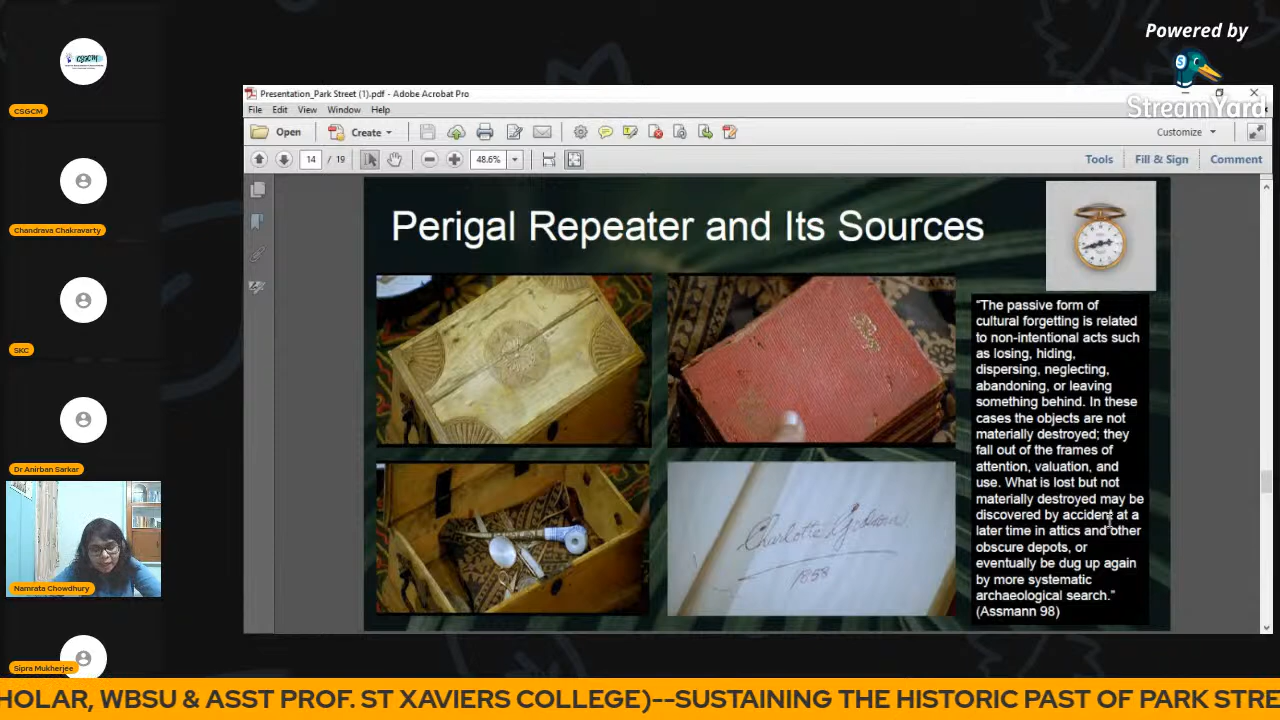 Powered by
StreamYard
CSGCM
CSGCM
Chandrava Chakravarty
SKC
Dr Anirban Sarkar
Namrata Chowdhury
Sipra Mukherjee
Presentation_Park Street (1).pdf - Adobe Acrobat Pro
File Edit View Window Help
Open Create Customize
14 / 19 48.6% Tools Fill & Sign Comment
Perigal Repeater and Its Sources
"The passive form of
cultural forgetting is related
to non-intentional acts such
as losing, hiding,
dispersing, neglecting,
abandoning, or leaving
something behind. In these
cases the objects are not
materially destroyed; they
fall out of the frames of
attention, valuation, and
use. What is lost but not
materially destroyed may be
discovered by accident at a
later time in attics and other
obscure depots, or
eventually be dug up again
by more systematic
archaeological search."
(Assmann 98)
Charlotte
1858
HOLAR, WBSU & ASST PROF. ST XAVIERS COLLEGE)--SUSTAINING THE HISTORIC PAST OF PARK STRE